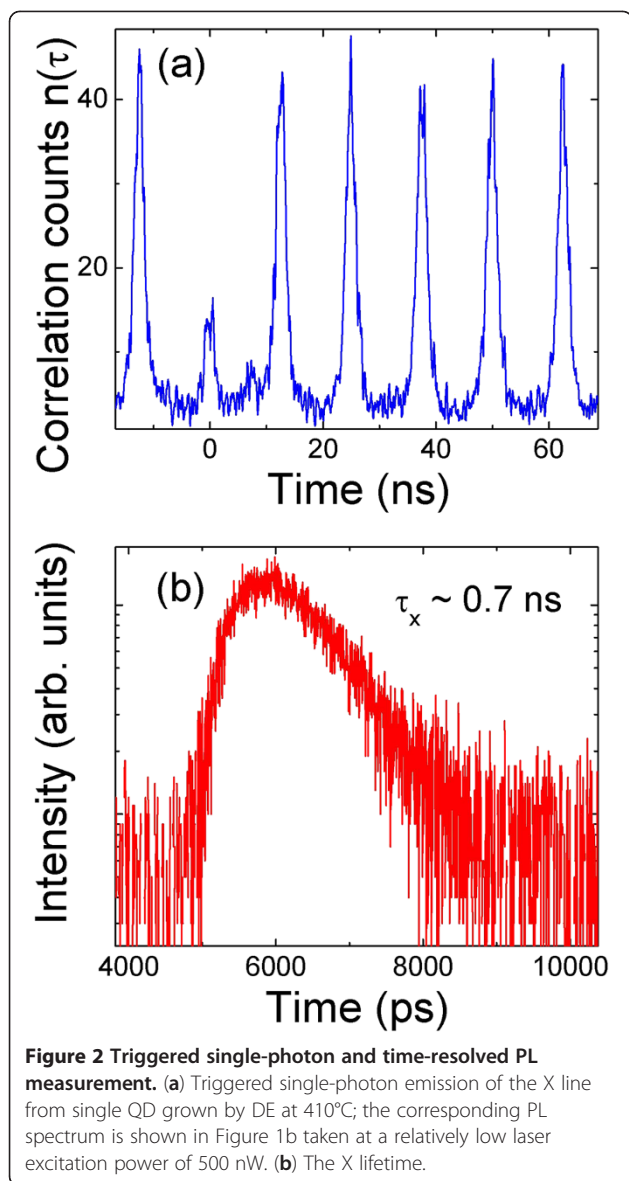 (a)
Correlation counts n(τ)
40
20
0 20 40 60
Time (ns)
(b)
τx ~ 0.7 ns
Intensity (arb. units)
4000 6000 8000 10000
Time (ps)
Figure 2 Triggered single-photon and time-resolved PL
measurement. (a) Triggered single-photon emission of the X line
from single QD grown by DE at 410°C; the corresponding PL
spectrum is shown in Figure 1b taken at a relatively low laser
excitation power of 500 nW. (b) The X lifetime.